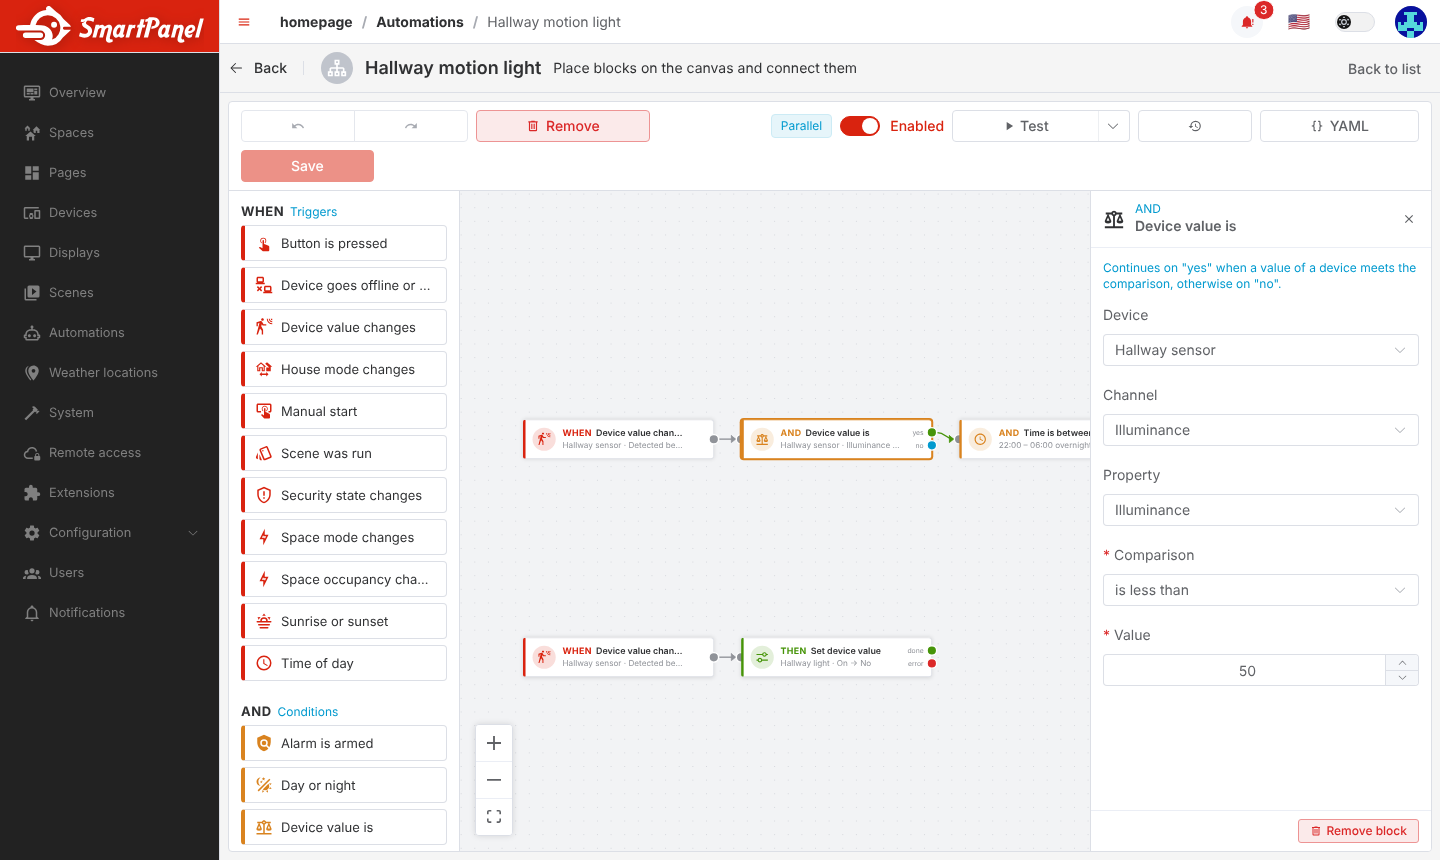 SmartPanel
homepage / Automations / Hallway motion light
3
Back
Hallway motion light Place blocks on the canvas and connect them
Back to list
Overview
Spaces
Pages
Devices
Displays
Scenes
Automations
Weather locations
System
Remote access
Extensions
Configuration
Users
Notifications
Remove
Parallel
Enabled
Test
{} YAML
Save
WHEN Triggers
Button is pressed
Device goes offline or ...
Device value changes
House mode changes
Manual start
Scene was run
Security state changes
Space mode changes
Space occupancy cha...
Sunrise or sunset
Time of day
AND Conditions
Alarm is armed
Day or night
Device value is
WHEN Device value chan...
Hallway sensor · Detected be...
AND Device value is
Hallway sensor · Illuminance ...
yes
no
AND Time is between
22:00 – 06:00 overnight
WHEN Device value chan...
Hallway sensor · Detected be...
THEN Set device value
Hallway light · On → No
done
error
AND
Device value is
Continues on "yes" when a value of a device meets the
comparison, otherwise on "no".
Device
Hallway sensor
Channel
Illuminance
Property
Illuminance
* Comparison
is less than
* Value
50
Remove block